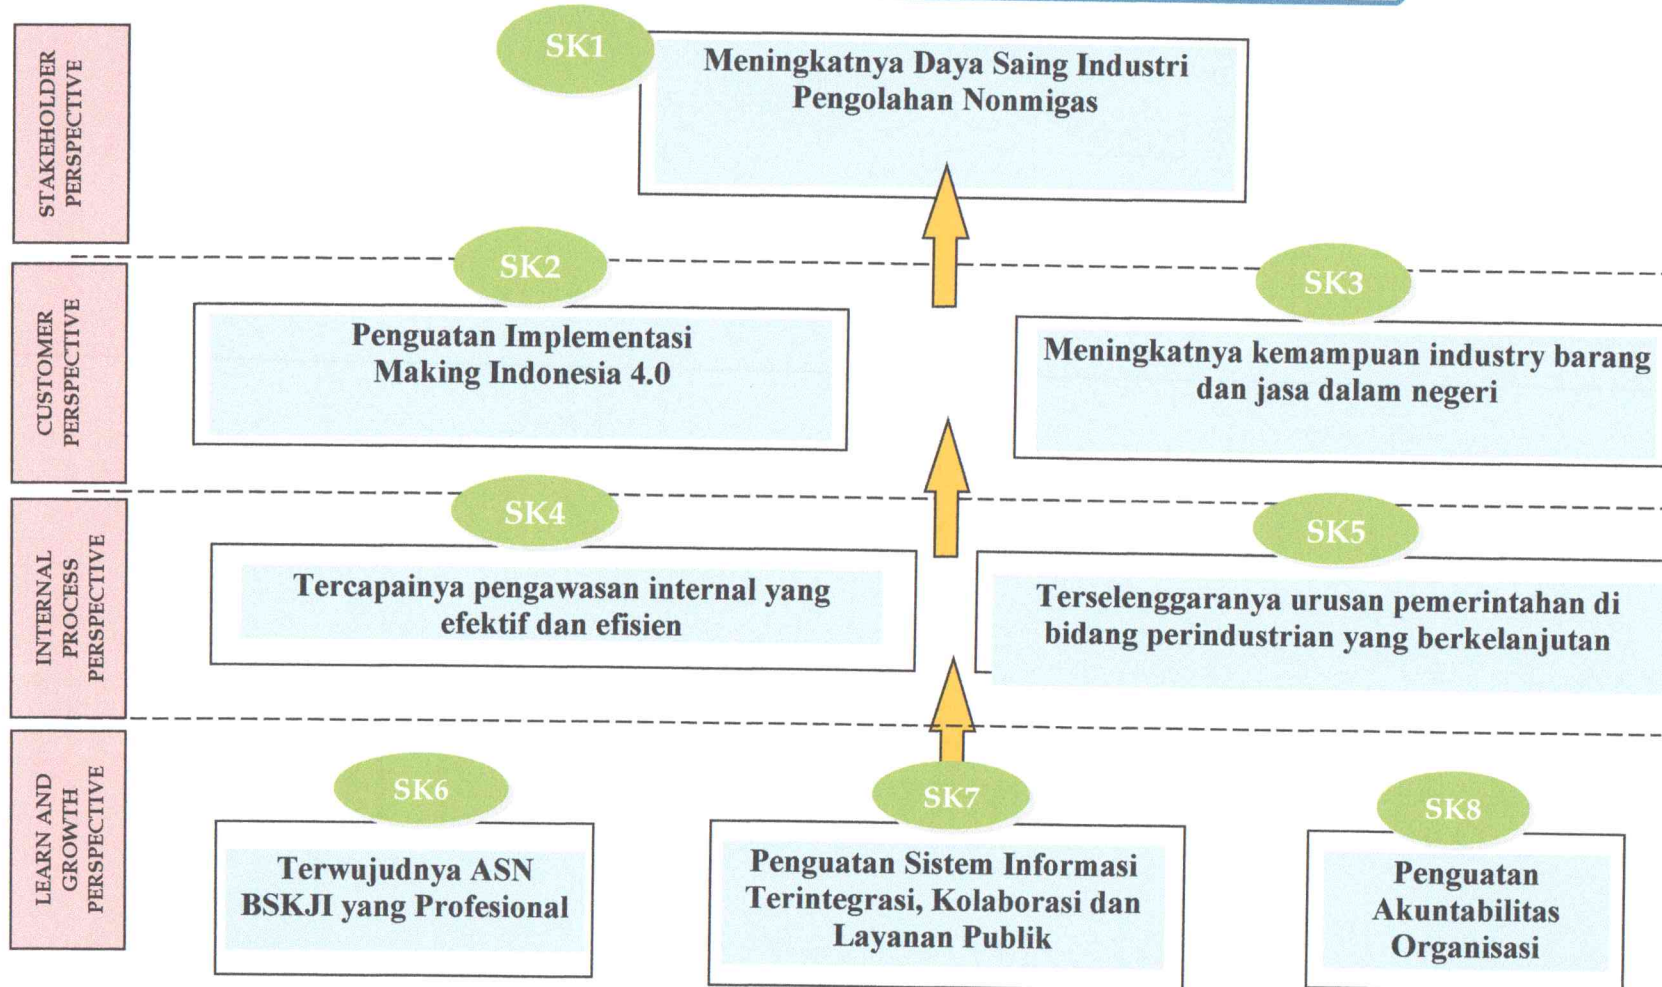 STAKEHOLDER
PERSPECTIVE
SK1
Meningkatnya Daya Saing Industri
Pengolahan Nonmigas
CUSTOMER
PERSPECTIVE
SK2
Penguatan Implementasi
Making Indonesia 4.0
SK3
Meningkatnya kemampuan industry barang
dan jasa dalam negeri
INTERNAL
PROCESS
PERSPECTIVE
SK4
Tercapainya pengawasan internal yang
efektif dan efisien
SK5
Terselenggaranya urusan pemerintahan di
bidang perindustrian yang berkelanjutan
LEARN AND
GROWTH
PERSPECTIVE
SK6
Terwujudnya ASN
BSKJI yang Profesional
SK7
Penguatan Sistem Informasi
Terintegrasi, Kolaborasi dan
Layanan Publik
SK8
Penguatan
Akuntabilitas
Organisasi